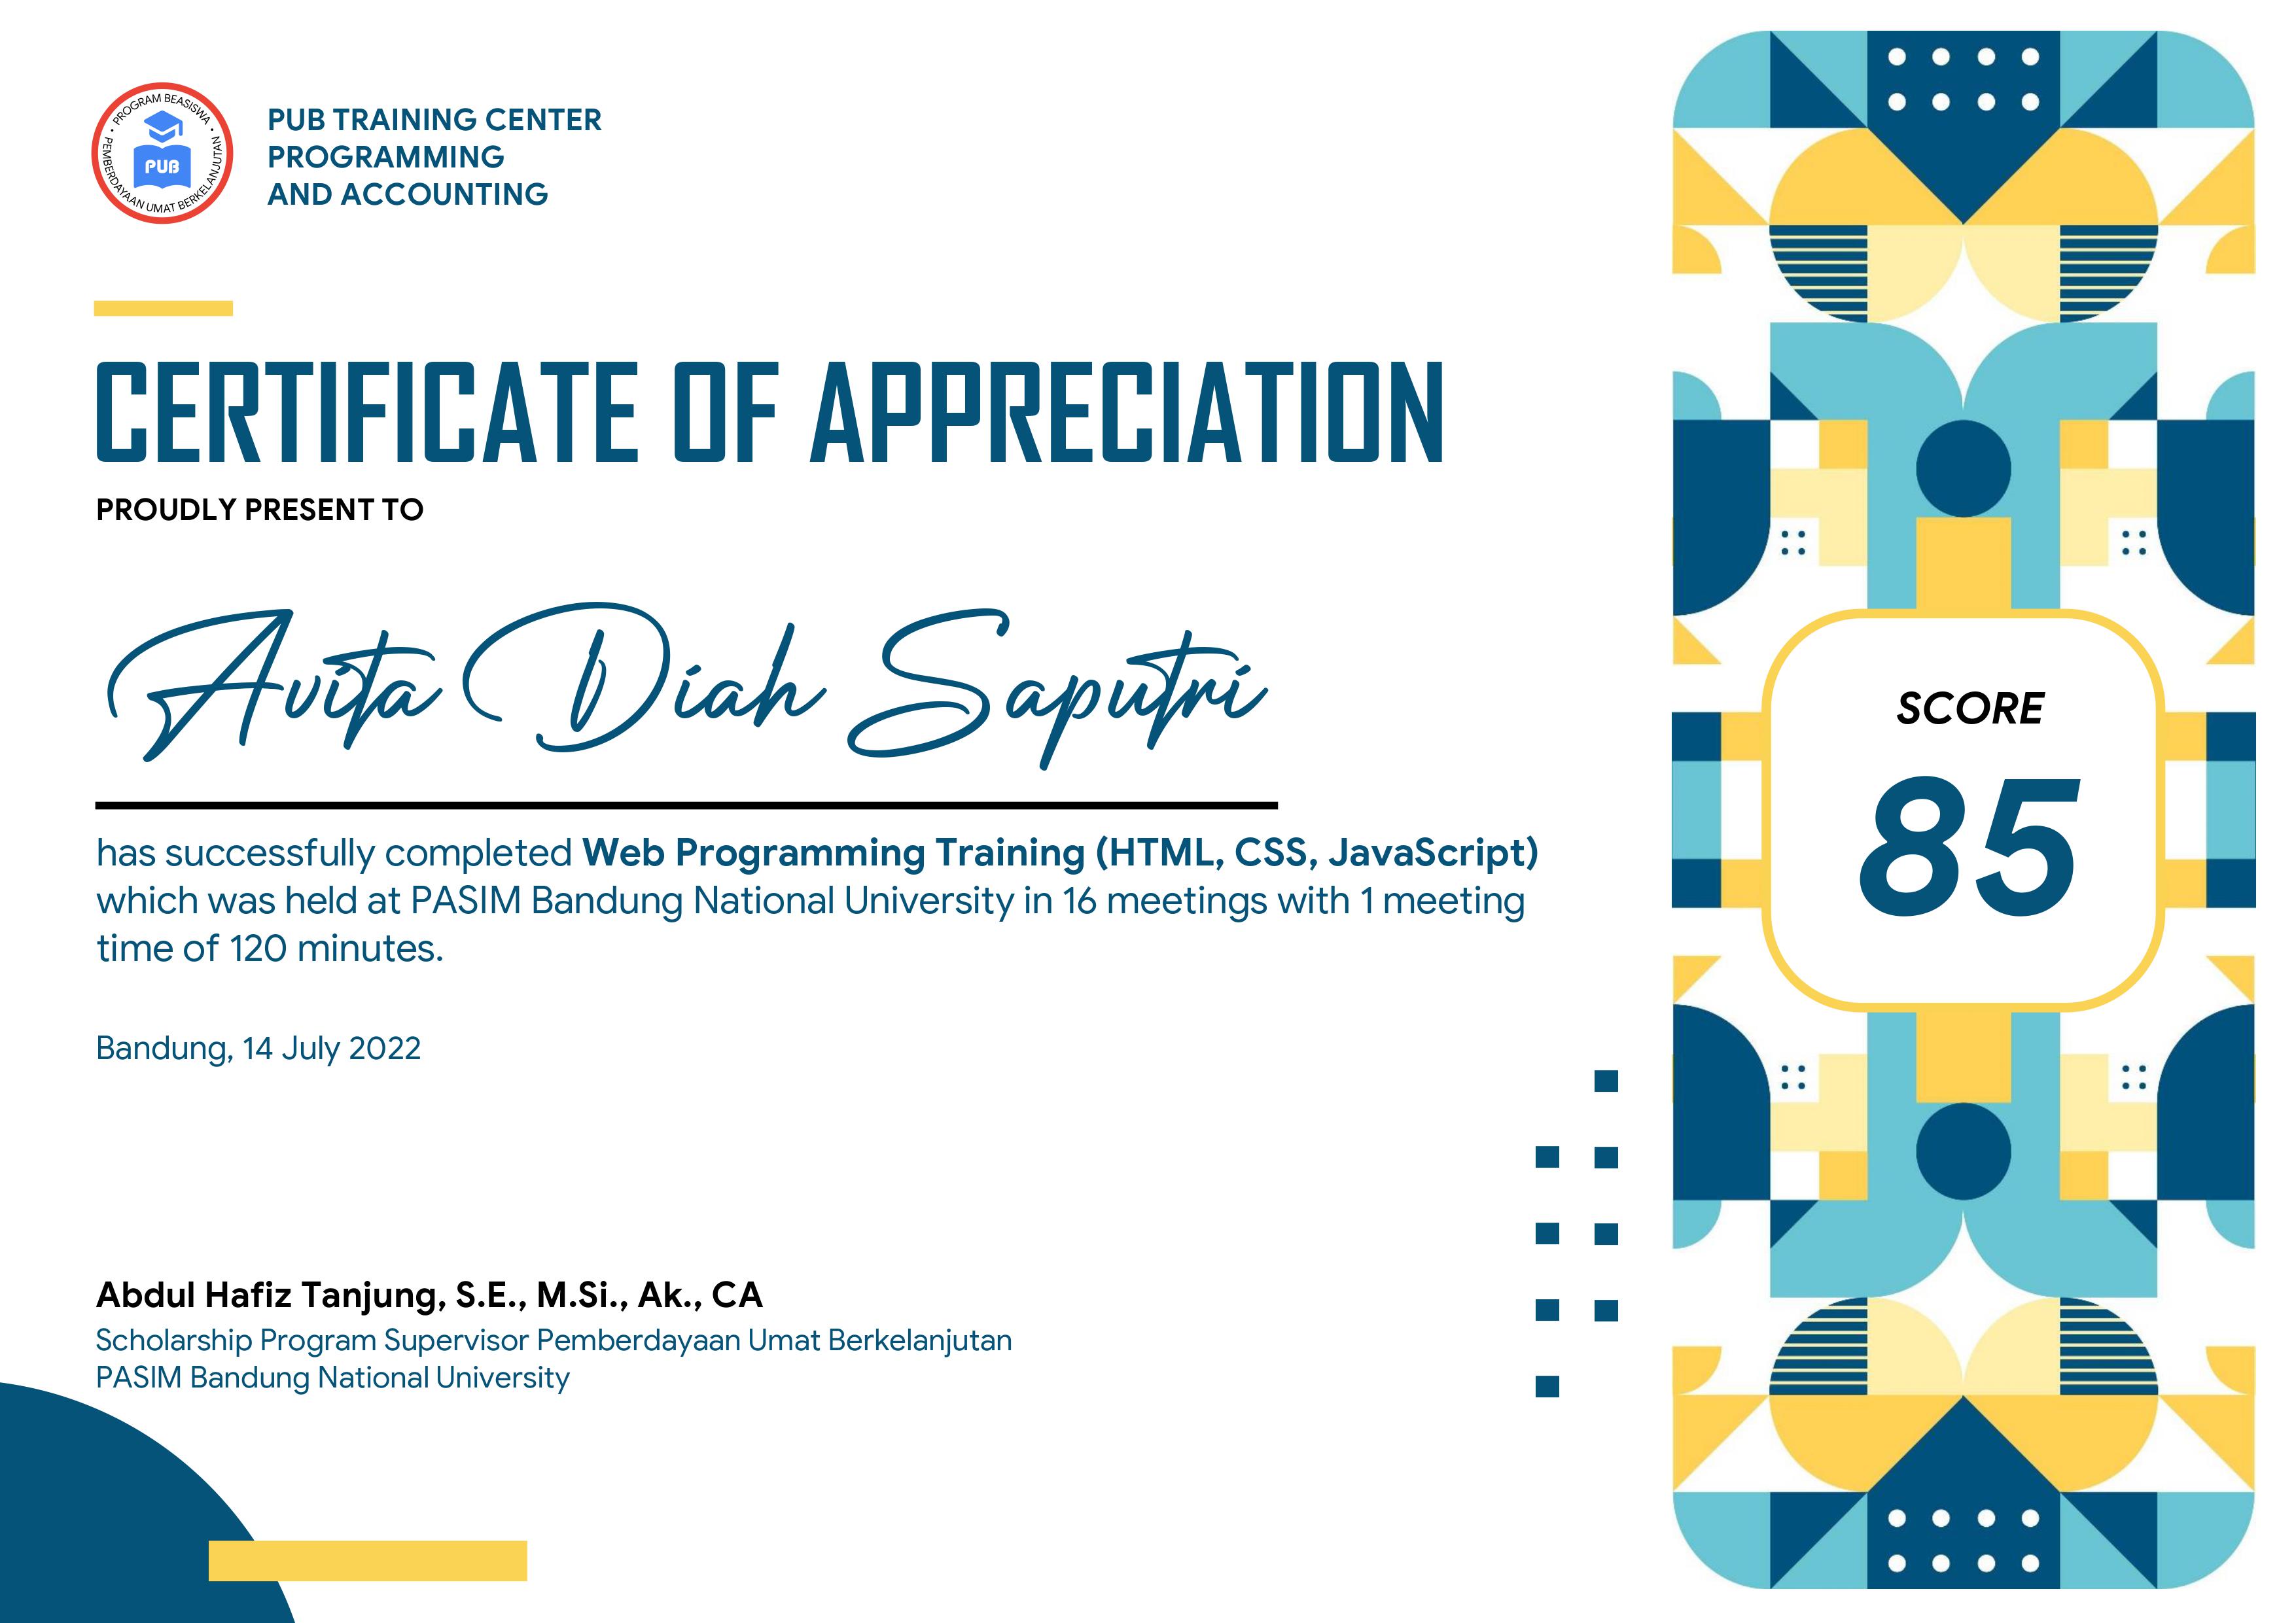 PROGRAM BEASISWA
PEMBERDAYAAN UMAT BERKELANJUTAN
PUB
PUB TRAINING CENTER
PROGRAMMING
AND ACCOUNTING
CERTIFICATE OF APPRECIATION
PROUDLY PRESENT TO
Avita Diah Saputri
has successfully completed Web Programming Training (HTML, CSS, JavaScript)
which was held at PASIM Bandung National University in 16 meetings with 1 meeting
time of 120 minutes.
Bandung, 14 July 2022
Abdul Hafiz Tanjung, S.E., M.Si., Ak., CA
Scholarship Program Supervisor Pemberdayaan Umat Berkelanjutan
PASIM Bandung National University
SCORE
85